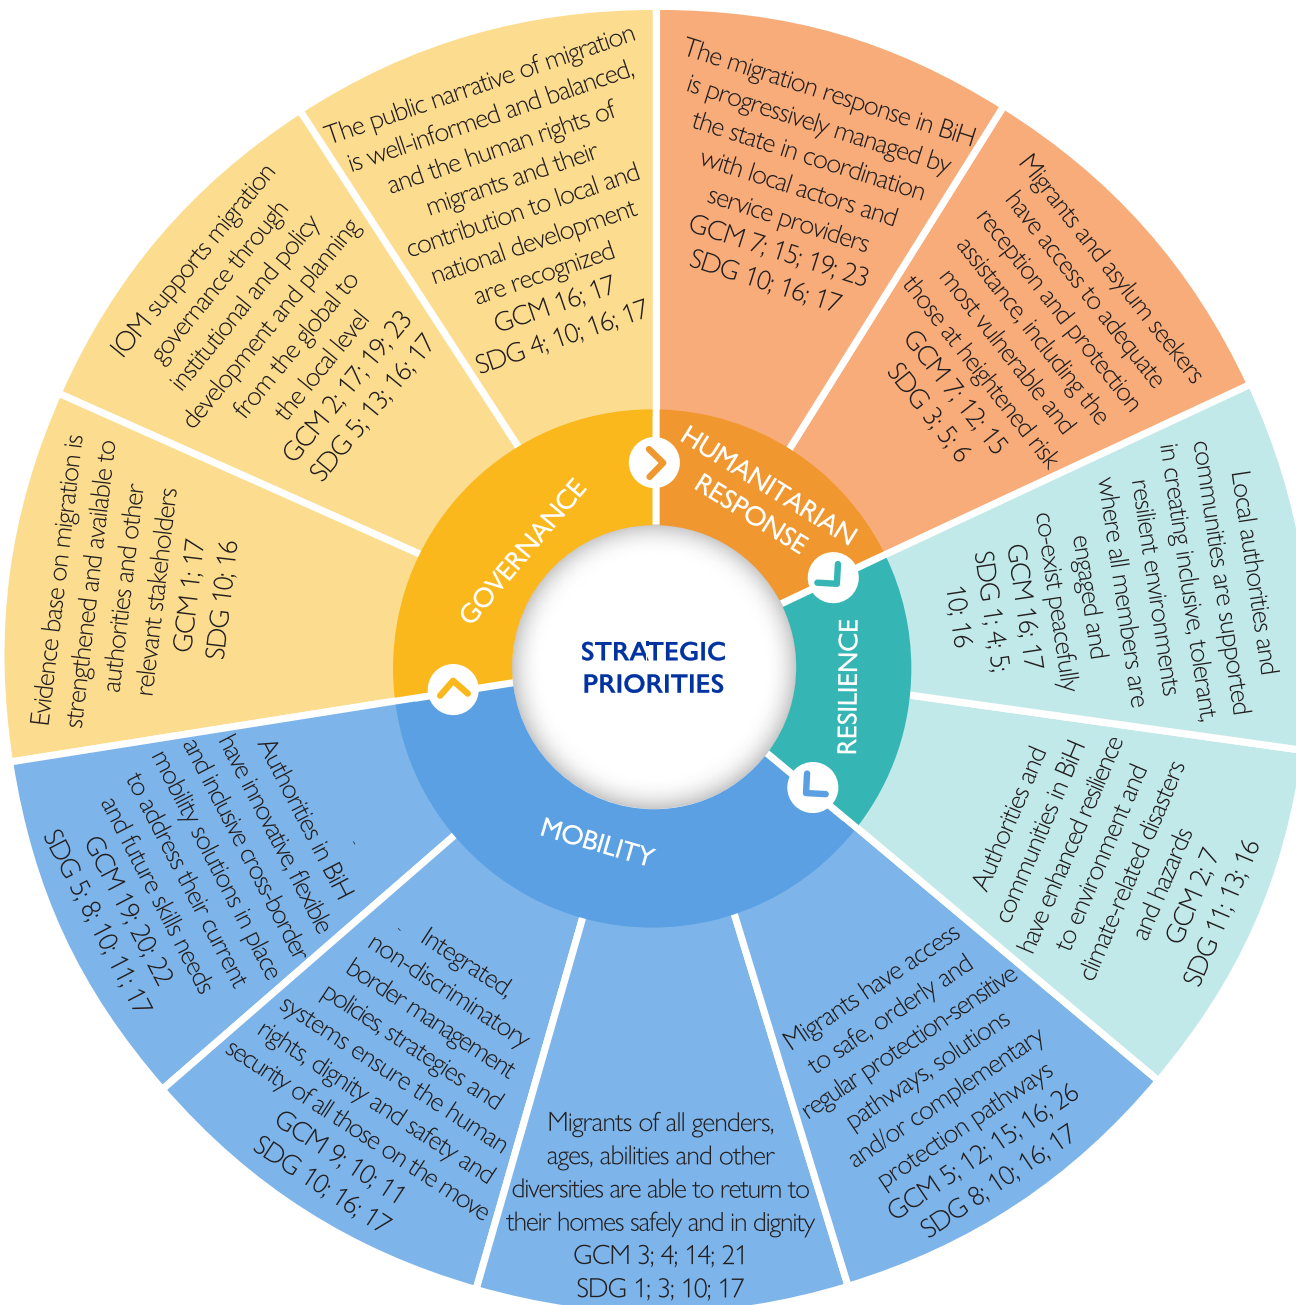 STRATEGIC
PRIORITIES
HUMANITARIAN
RESPONSE
The migration response in BiH
is progressively managed by
the state in coordination
with local actors and
service providers
GCM 7; 15; 19; 23
SDG 10; 16; 17
Migrants and asylum seekers
have access to adequate
reception and protection
assistance, including the
most vulnerable and
those at heightened risk
GCM 7; 12; 15
SDG 3; 5; 6
RESILIENCE
Local authorities and
communities are supported
in creating inclusive, tolerant,
resilient environments
where all members are
engaged and
co-exist peacefully
GCM 16; 17
SDG 1; 4; 5;
10; 16
Authorities and
communities in BiH
have enhanced resilience
to environment and
climate-related disasters
and hazards
GCM 2; 7
SDG 11; 13; 16
MOBILITY
Migrants have access
to safe, orderly and
regular protection-sensitive
pathways, solutions
and/or complementary
protection pathways
GCM 5; 12; 15; 16; 26
SDG 8; 10; 16; 17
Migrants of all genders,
ages, abilities and other
diversities are able to return to
their homes safely and in dignity
GCM 3; 4; 14; 21
SDG 1; 3; 10; 17
Integrated,
non-discriminatory
border management
policies, strategies and
systems ensure the human
rights, dignity and safety and
security of all those on the move
GCM 9; 10; 11
SDG 10; 16; 17
Authorities in BiH
have innovative, flexible
and inclusive cross-border
mobility solutions in place
to address their current
and future skills needs
GCM 19; 20; 22
SDG 5; 8; 10; 11; 17
GOVERNANCE
Evidence base on migration is
strengthened and available to
authorities and other
relevant stakeholders
GCM 1; 17
SDG 10; 16
IOM supports migration
governance through
institutional and policy
development and planning
from the global to
the local level
GCM 2; 17; 19; 23
SDG 5; 13; 16; 17
The public narrative of migration
is well-informed and balanced,
and the human rights of
migrants and their
contribution to local and
national development
are recognized
GCM 16; 17
SDG 4; 10; 16; 17